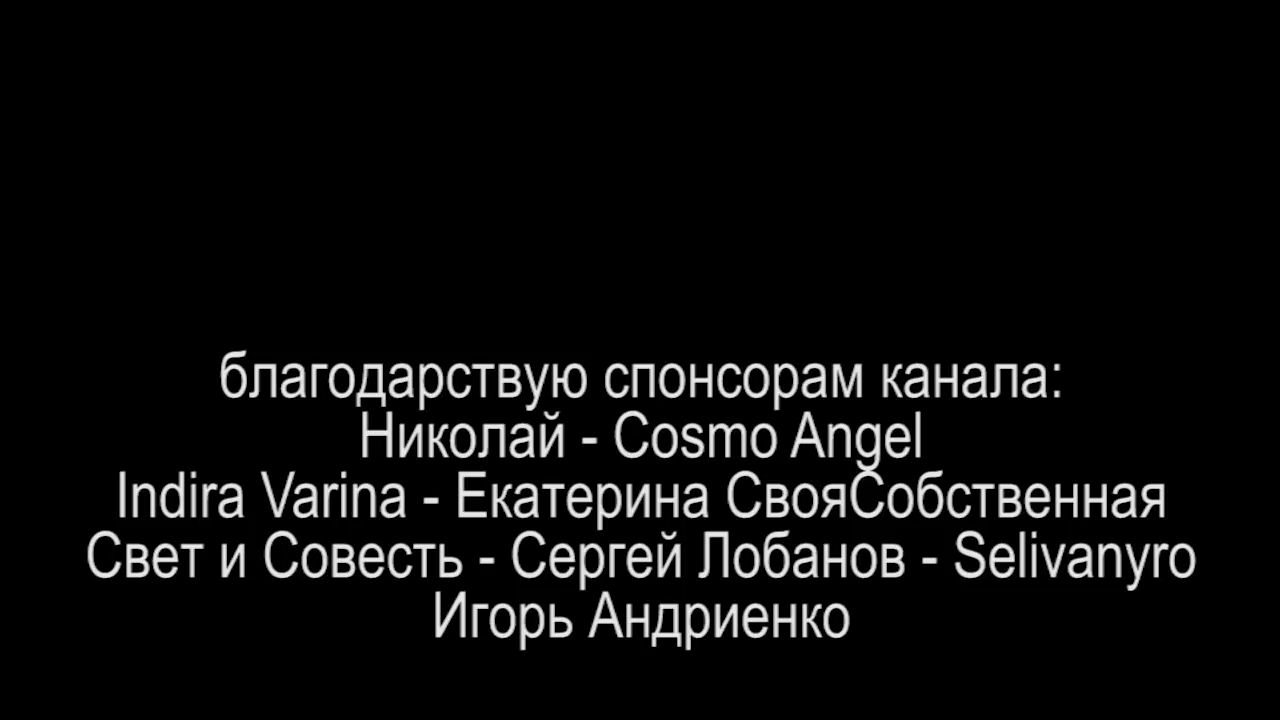 благодарствую спонсорам канала:
Николай - Cosmo Angel
Indira Varina - Екатерина СвояСобственная
Свет и Совесть - Сергей Лобанов - Selivanyro
Игорь Андриенко